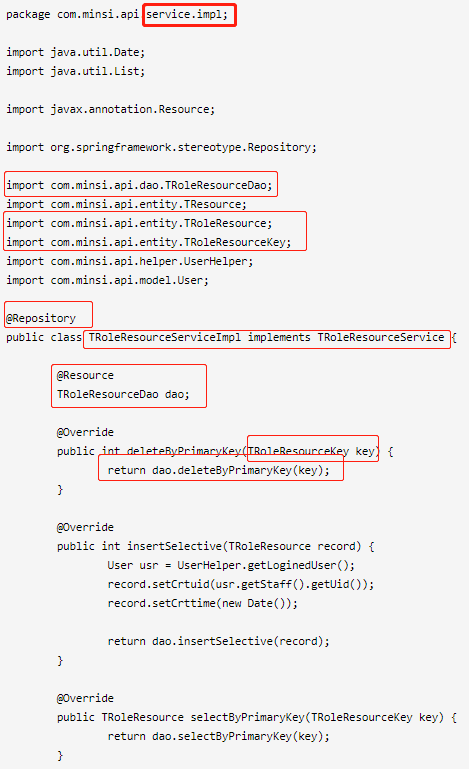 package com.minsi.api service.impl;
import java.util.Date;
import java.util.List;
import javax.annotation.Resource;
import org.springframework.stereotype.Repository;
import com.minsi.api.dao.TRoleResourceDao;
import com.minsi.api.entity.TResource;
import com.minsi.api.entity.TRoleResource;
import com.minsi.api.entity.TRoleResourceKey;
import com.minsi.api.helper.UserHelper;
import com.minsi.api.model.User;
@Repository
public class TRoleResourceServiceImpl implements TRoleResourceService {
@Resource
TRoleResourceDao dao;
@Override
public int deleteByPrimaryKey(TRoleResourceKey key) {
return dao.deleteByPrimaryKey(key);
}
@Override
public int insertSelective(TRoleResource record) {
User usr = UserHelper.getLoginedUser();
record.setCrtuid(usr.getStaff().getUid());
record.setCrttime(new Date());
return dao.insertSelective(record);
}
@Override
public TRoleResource selectByPrimaryKey(TRoleResourceKey key) {
return dao.selectByPrimaryKey(key);
}